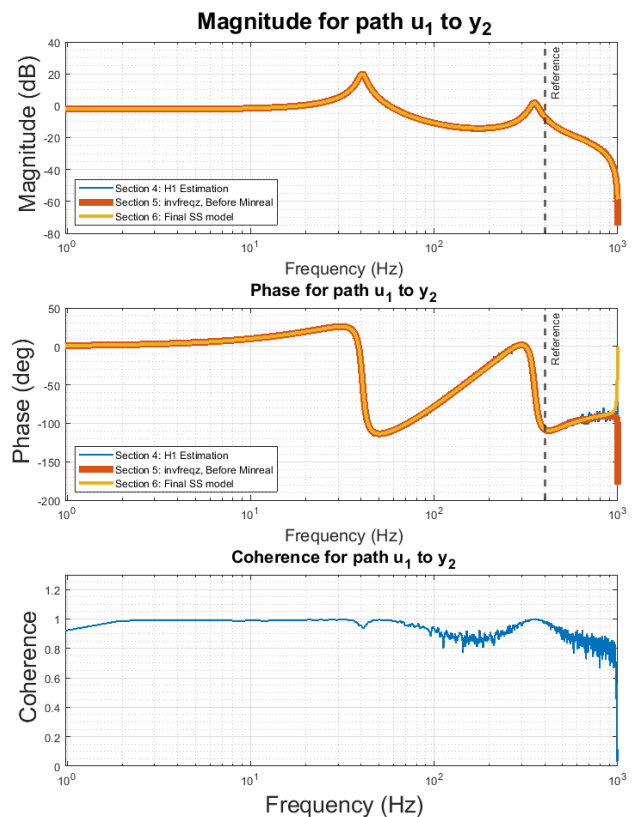 Magnitude for path u1 to y2
Magnitude (dB)
40
20
0
-20
-40
-60
-80
Reference
Section 4: H1 Estimation
Section 5: invfreqz, Before Minreal
Section 6: Final SS model
10^0
10^1
10^2
10^3
Frequency (Hz)
Phase for path u1 to y2
Phase (deg)
50
0
-50
-100
-150
-200
Reference
Section 4: H1 Estimation
Section 5: invfreqz, Before Minreal
Section 6: Final SS model
10^0
10^1
10^2
10^3
Frequency (Hz)
Coherence for path u1 to y2
Coherence
1.2
1
0.8
0.6
0.4
0.2
0
10^0
10^1
10^2
10^3
Frequency (Hz)